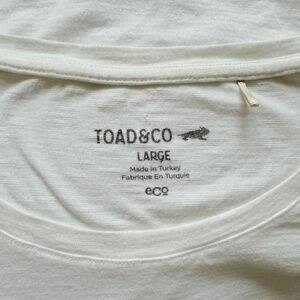 TOAD&CO
LARGE
Made in Turkey
Fabriqué En Turquie
eco